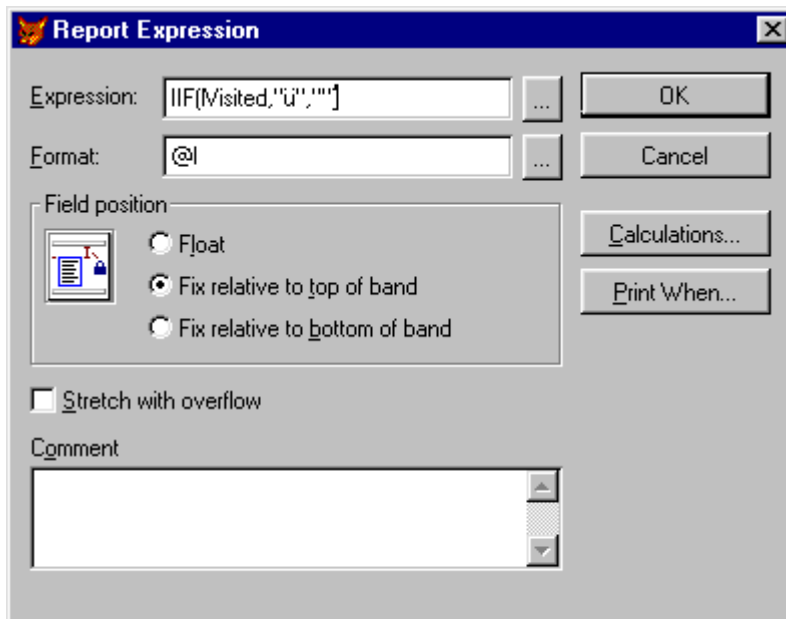 Report Expression
Expression: IIF(Visited,"ü","") ... OK
Format: @I ... Cancel
Field position
Float
Calculations...
Fix relative to top of band
Print When...
Fix relative to bottom of band
Stretch with overflow
Comment